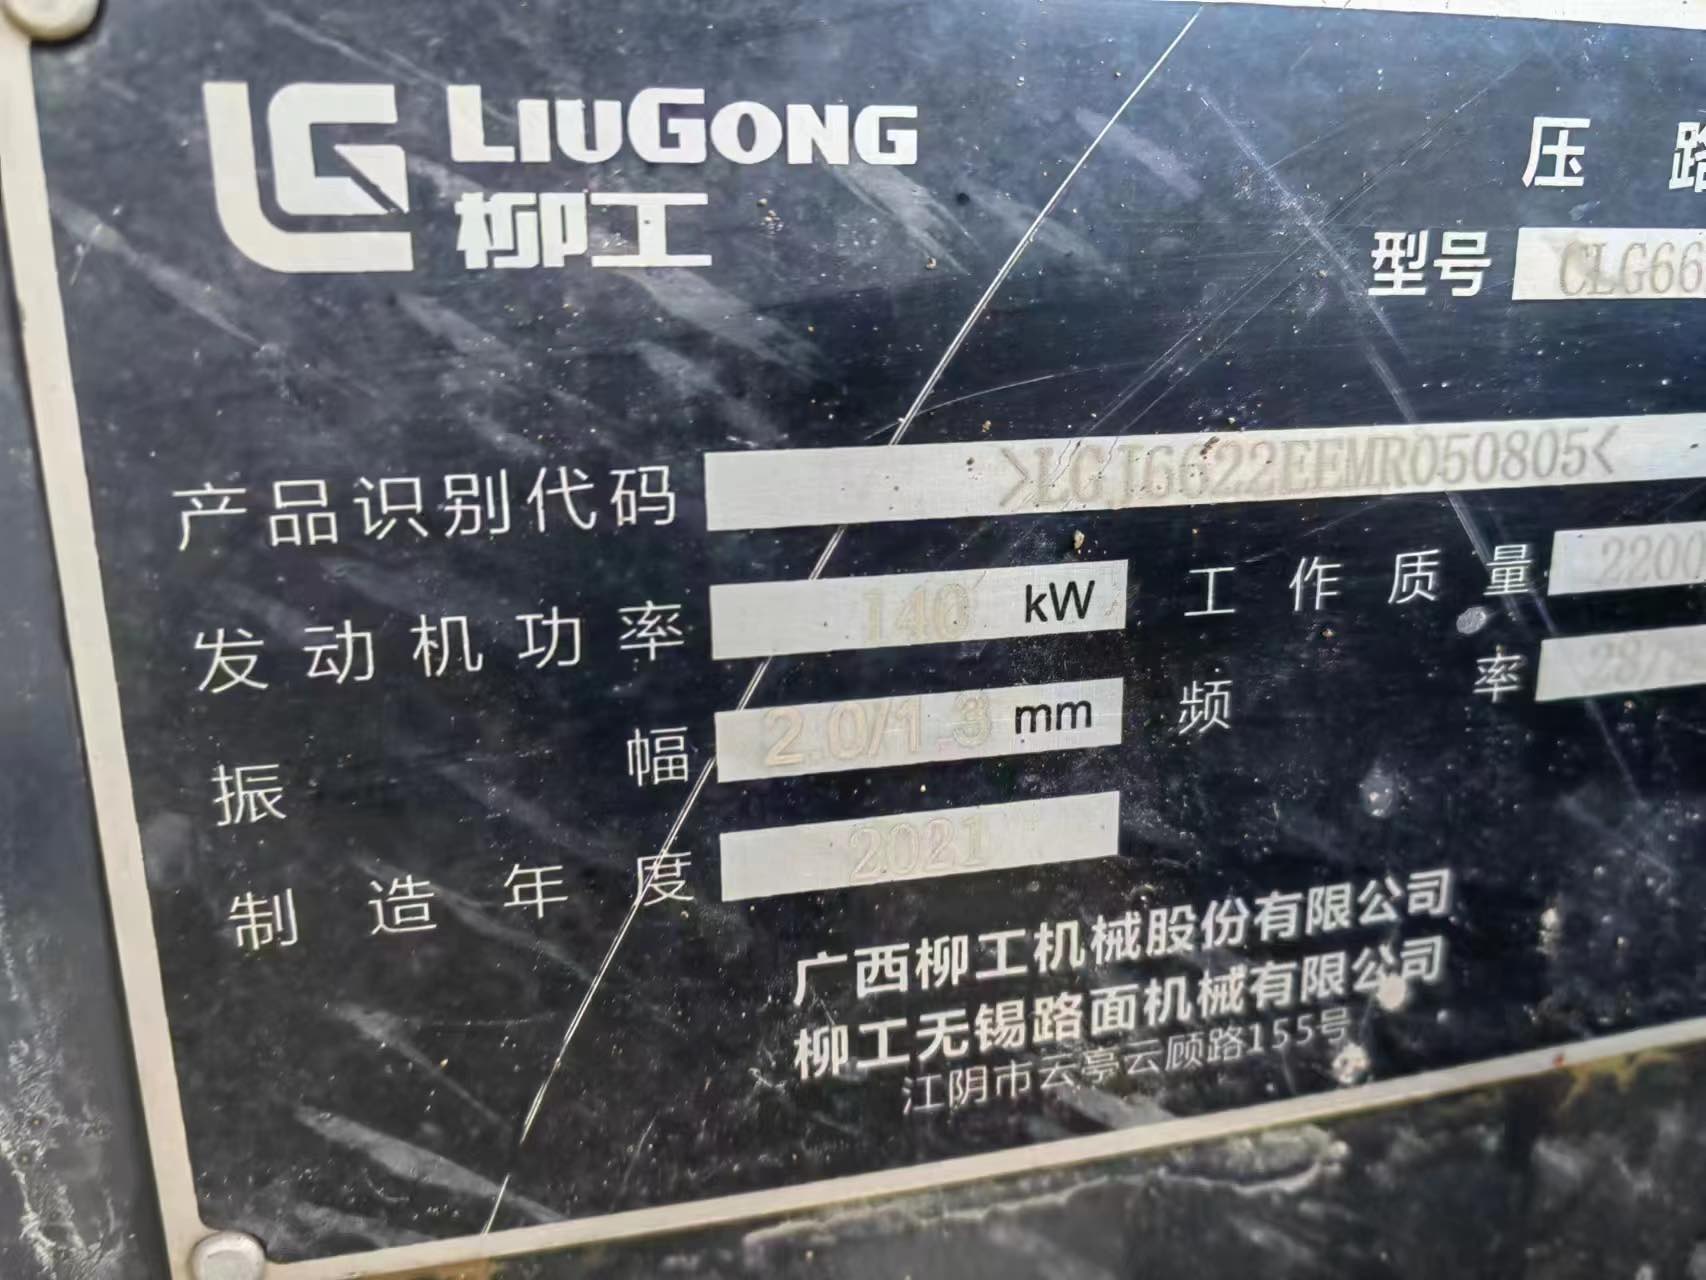 LIUGONG
柳工
压 路
型号 CLG66
产品识别代码 >LGJ6622EEMR050805<
发动机功率 140 kW 工作质量 2200
振幅 2.0/1.3 mm 频率 28/
制造年度 2021
广西柳工机械股份有限公司
柳工无锡路面机械有限公司
江阴市云亭云顾路155号